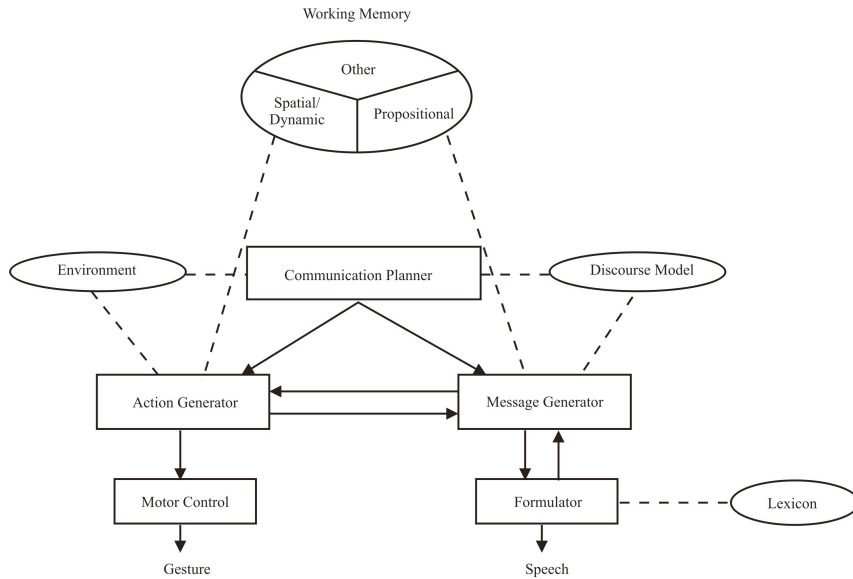 Working Memory
Other
Spatial/
Dynamic
Propositional
Environment
Communication Planner
Discourse Model
Action Generator
Message Generator
Motor Control
Formulator
Lexicon
Gesture
Speech